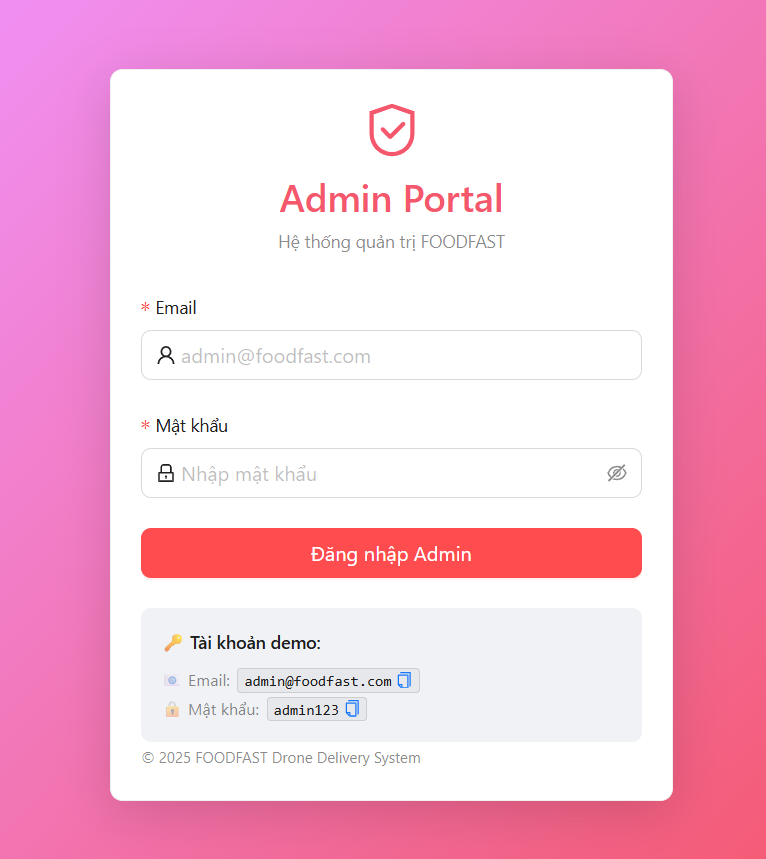 Admin Portal
Hệ thống quản trị FOODFAST
* Email
admin@foodfast.com
* Mật khẩu
Nhập mật khẩu
Đăng nhập Admin
🔑 Tài khoản demo:
📧 Email: admin@foodfast.com
🔒 Mật khẩu: admin123
© 2025 FOODFAST Drone Delivery System